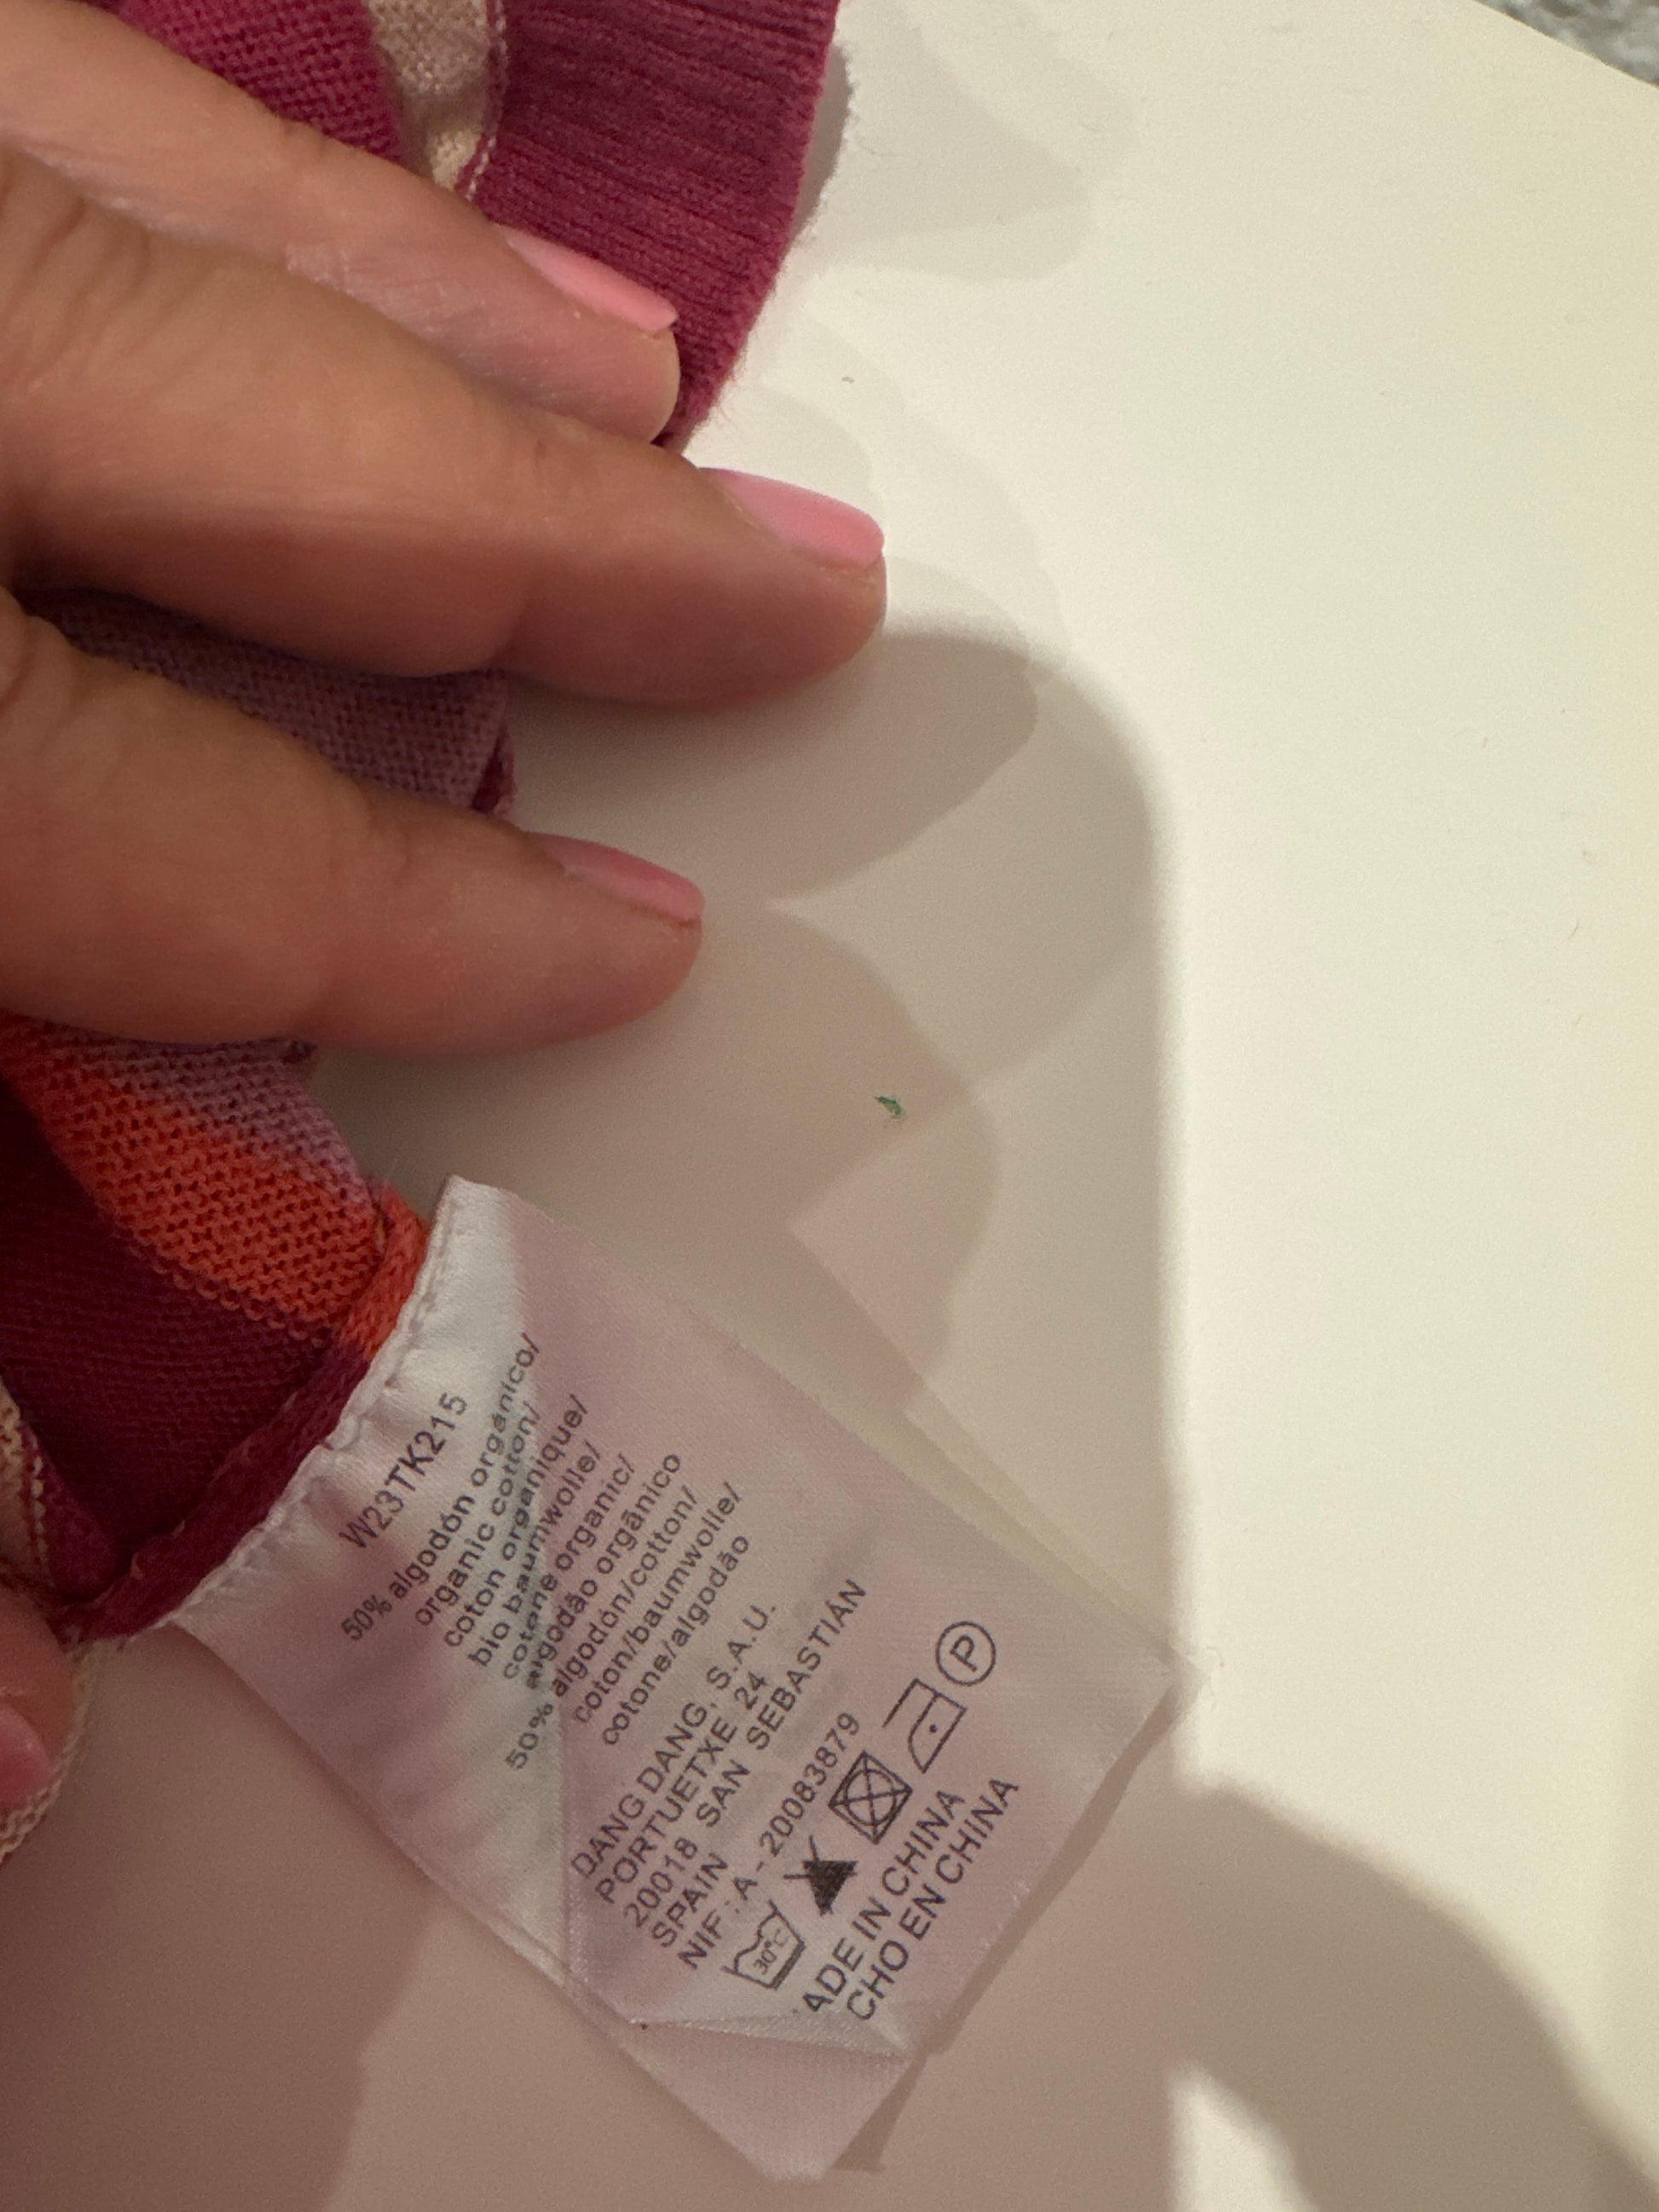 W23TK215
50% algodón orgánico/
organic cotton/
coton organique/
bio baumwolle/
cotone organic/
algodão orgânico
50% algodón/cotton/
coton/baumwolle/
cotone/algodão
DANG DANG, S.A.U.
PORTUETXE 24
20018 SAN SEBASTIÁN
SPAIN
NIF: A - 20083879
30°C P
ADE IN CHINA
CHO EN CHINA